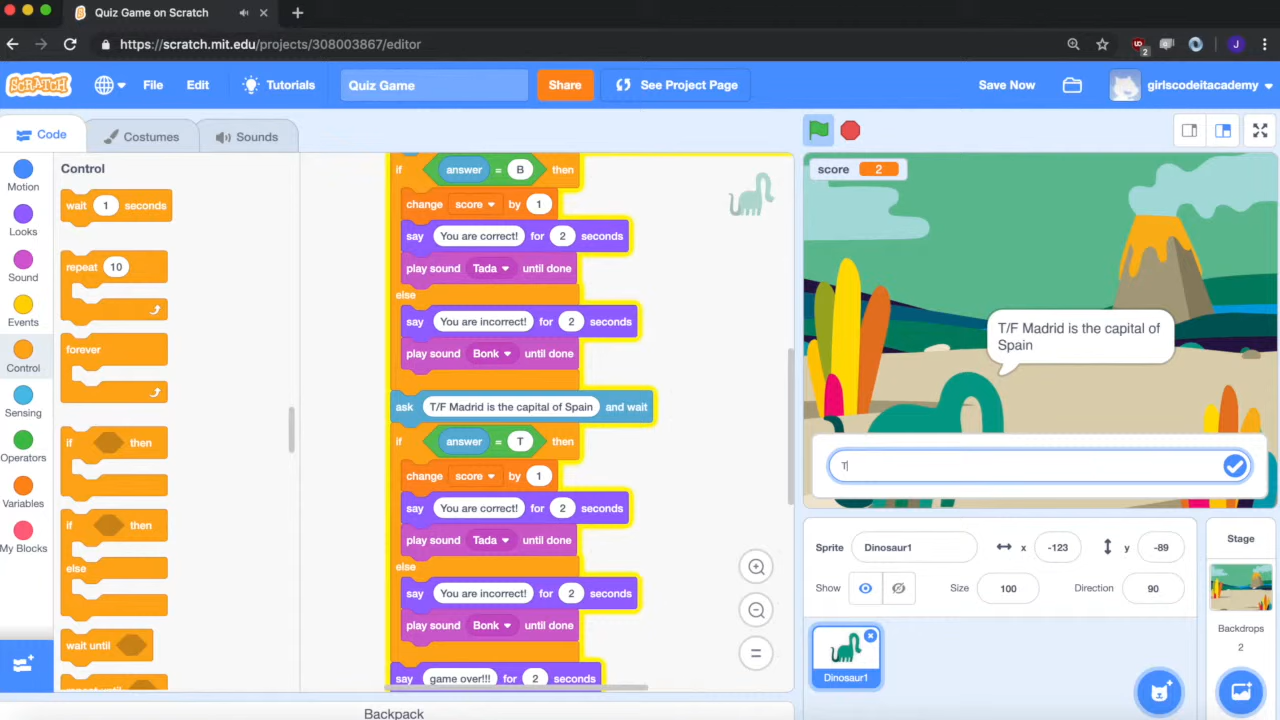 Quiz Game on Scratch
https://scratch.mit.edu/projects/308003867/editor
2
J
SCRATCH
File Edit Tutorials Quiz Game Share See Project Page Save Now girlscodeitacademy
Code Costumes Sounds
Motion
Looks
Sound
Events
Control
Sensing
Operators
Variables
My Blocks
Control
wait 1 seconds
repeat 10
forever
if then
if then
else
wait until
if answer = B then
change score by 1
say You are correct! for 2 seconds
play sound Tada until done
else
say You are incorrect! for 2 seconds
play sound Bonk until done
ask T/F Madrid is the capital of Spain and wait
if answer = T then
change score by 1
say You are correct! for 2 seconds
play sound Tada until done
else
say You are incorrect! for 2 seconds
play sound Bonk until done
say game over!!! for 2 seconds
Backpack
score 2
T/F Madrid is the capital of
Spain
T
Sprite Dinosaur1 x -123 y -89
Show Size 100 Direction 90
Dinosaur1
Stage
Backdrops
2